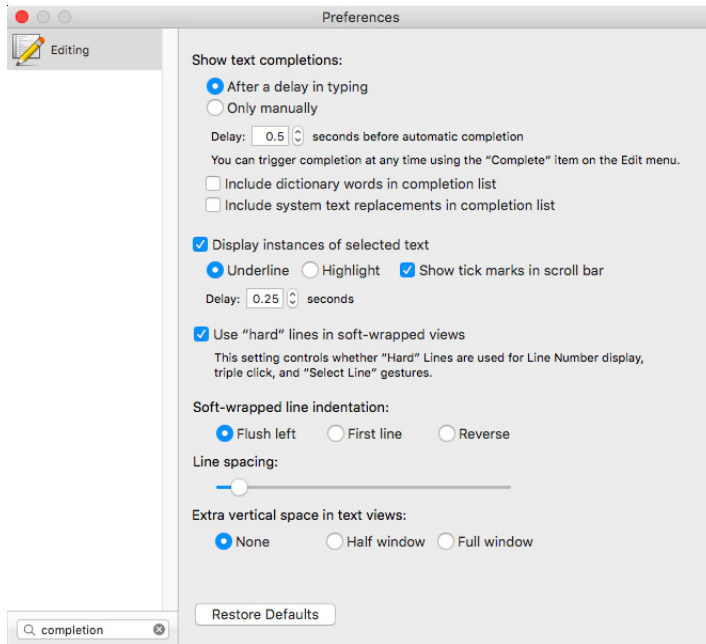 Preferences
Editing
Show text completions:
After a delay in typing
Only manually
Delay: 0.5 seconds before automatic completion
You can trigger completion at any time using the “Complete” item on the Edit menu.
Include dictionary words in completion list
Include system text replacements in completion list
Display instances of selected text
Underline Highlight Show tick marks in scroll bar
Delay: 0.25 seconds
Use “hard” lines in soft-wrapped views
This setting controls whether “Hard” Lines are used for Line Number display,
triple click, and “Select Line” gestures.
Soft-wrapped line indentation:
Flush left First line Reverse
Line spacing:
Extra vertical space in text views:
None Half window Full window
Restore Defaults
completion